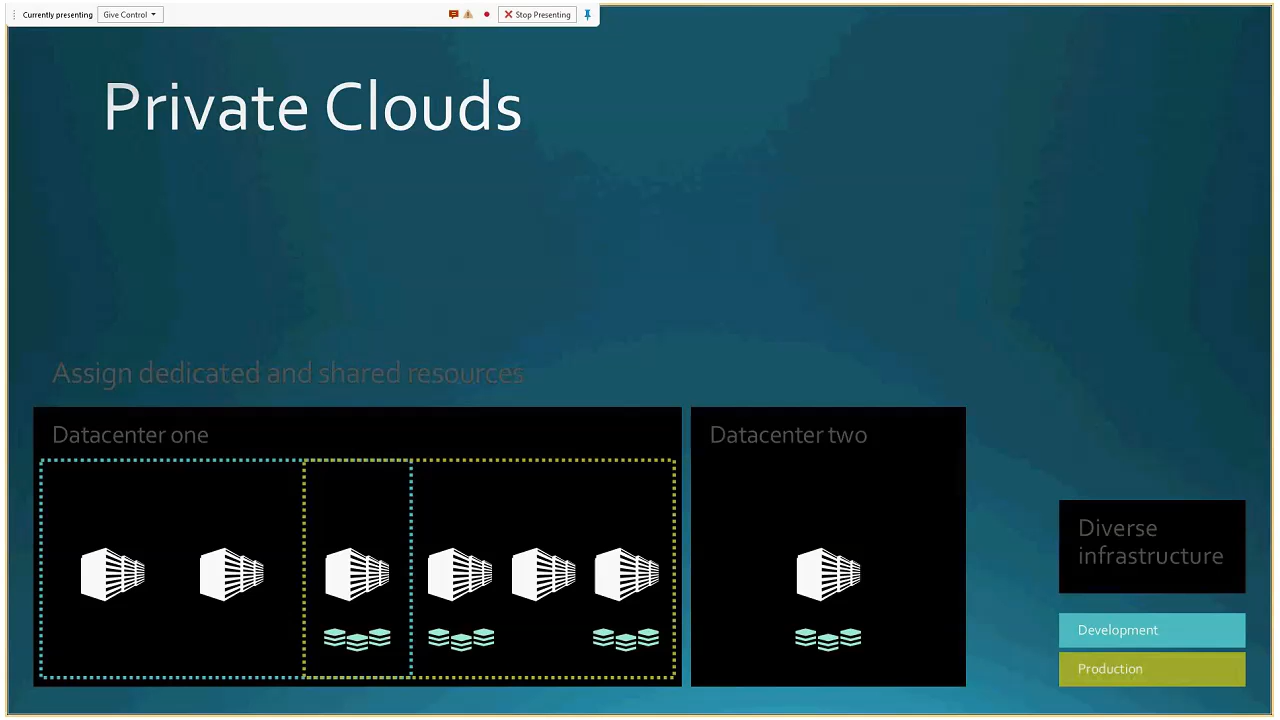 Currently presenting
Give Control
Stop Presenting
Private Clouds
Assign dedicated and shared resources
Datacenter one
Datacenter two
Diverse
infrastructure
Development
Production